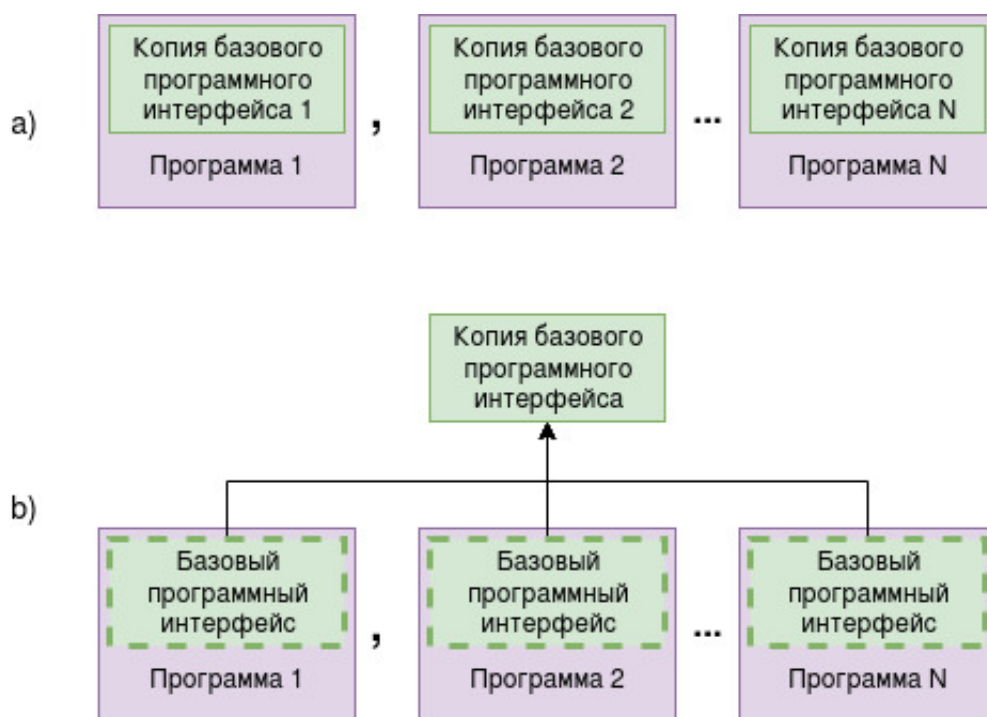 Копия базового
программного
интерфейса 1
Программа 1
,
Копия базового
программного
интерфейса 2
Программа 2
...
Копия базового
программного
интерфейса N
Программа N
a)
Копия базового
программного
интерфейса
b)
Базовый
программный
интерфейс
Программа 1
,
Базовый
программный
интерфейс
Программа 2
...
Базовый
программный
интерфейс
Программа N